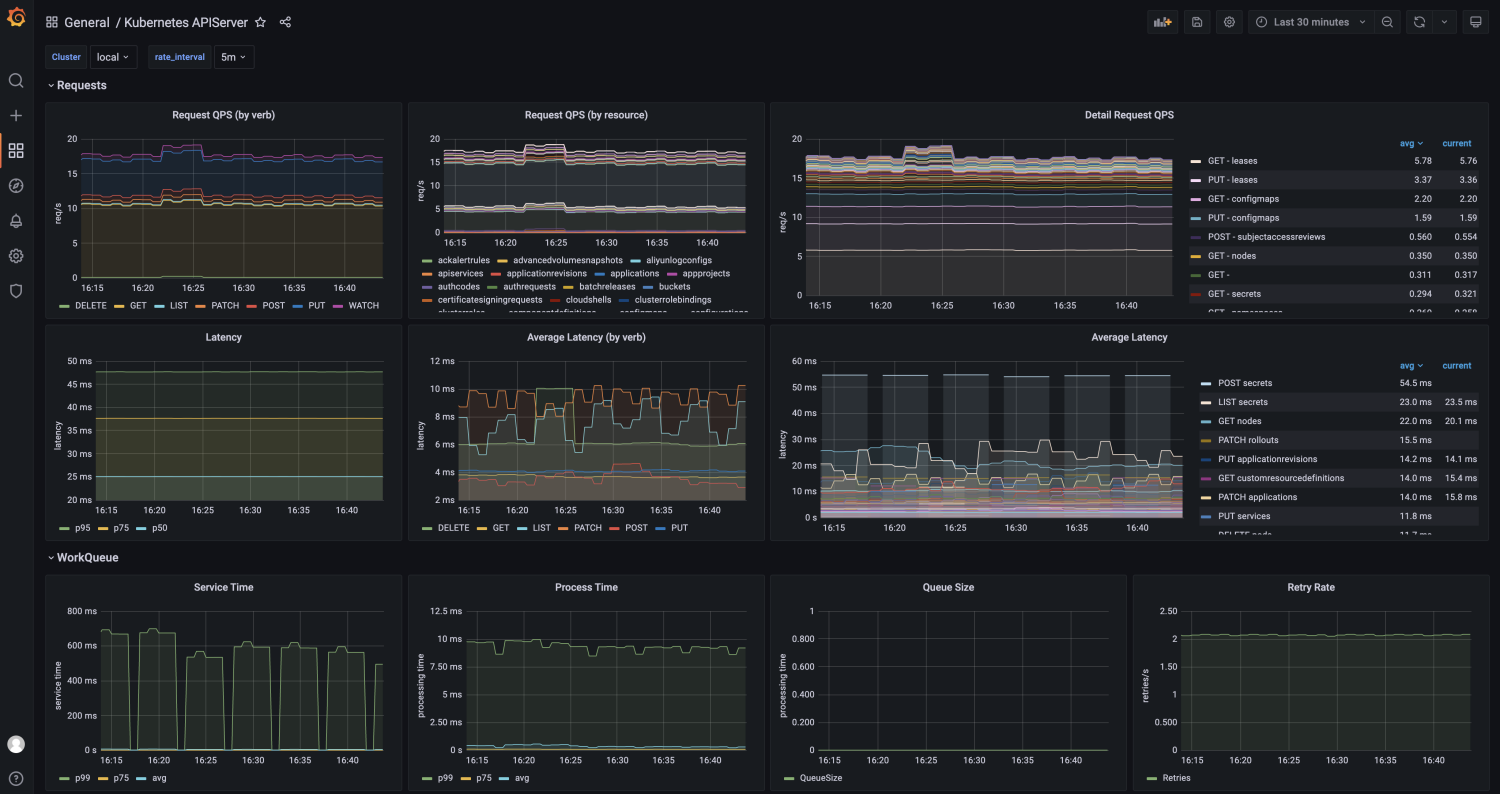 General / Kubernetes APIServer
Last 30 minutes
Cluster local rate_interval 5m
Requests
Request QPS (by verb)
20
15
10
5
0
req/s
16:15 16:20 16:25 16:30 16:35 16:40
DELETE GET LIST PATCH POST PUT WATCH
Request QPS (by resource)
20
15
10
5
0
req/s
16:15 16:20 16:25 16:30 16:35 16:40
ackalertrules advancedvolumesnapshots aliyunlogconfigs
apiservices applicationrevisions applications appprojects
authcodes authrequests batchreleases buckets
certificatesigningrequests cloudshells clusterrolebindings
Detail Request QPS
20
15
10
5
0
req/s
16:15 16:20 16:25 16:30 16:35 16:40
avg current
GET - leases 5.78 5.76
PUT - leases 3.37 3.36
GET - configmaps 2.20 2.20
PUT - configmaps 1.59 1.59
POST - subjectaccessreviews 0.560 0.554
GET - nodes 0.350 0.350
GET - 0.311 0.317
GET - secrets 0.294 0.321
Latency
50 ms
45 ms
40 ms
35 ms
30 ms
25 ms
20 ms
latency
16:15 16:20 16:25 16:30 16:35 16:40
p95 p75 p50
Average Latency (by verb)
12 ms
10 ms
8 ms
6 ms
4 ms
2 ms
latency
16:15 16:20 16:25 16:30 16:35 16:40
DELETE GET LIST PATCH POST PUT
Average Latency
60 ms
50 ms
40 ms
30 ms
20 ms
10 ms
0 s
latency
16:15 16:20 16:25 16:30 16:35 16:40
avg current
POST secrets 54.5 ms
LIST secrets 23.0 ms 23.5 ms
GET nodes 22.0 ms 20.1 ms
PATCH rollouts 15.5 ms
PUT applicationrevisions 14.2 ms 14.1 ms
GET customresourcedefinitions 14.0 ms 15.4 ms
PATCH applications 14.0 ms 15.8 ms
PUT services 11.8 ms
WorkQueue
Service Time
800 ms
600 ms
400 ms
200 ms
0 s
service time
16:15 16:20 16:25 16:30 16:35 16:40
p99 p75 avg
Process Time
12.5 ms
10 ms
7.50 ms
5 ms
2.50 ms
0 s
processing time
16:15 16:20 16:25 16:30 16:35 16:40
p99 p75 avg
Queue Size
1
0.800
0.600
0.400
0.200
0
processing time
16:15 16:20 16:25 16:30 16:35 16:40
QueueSize
Retry Rate
2.50
2
1.50
1
0.500
0
retries/s
16:15 16:20 16:25 16:30 16:35 16:40
Retries